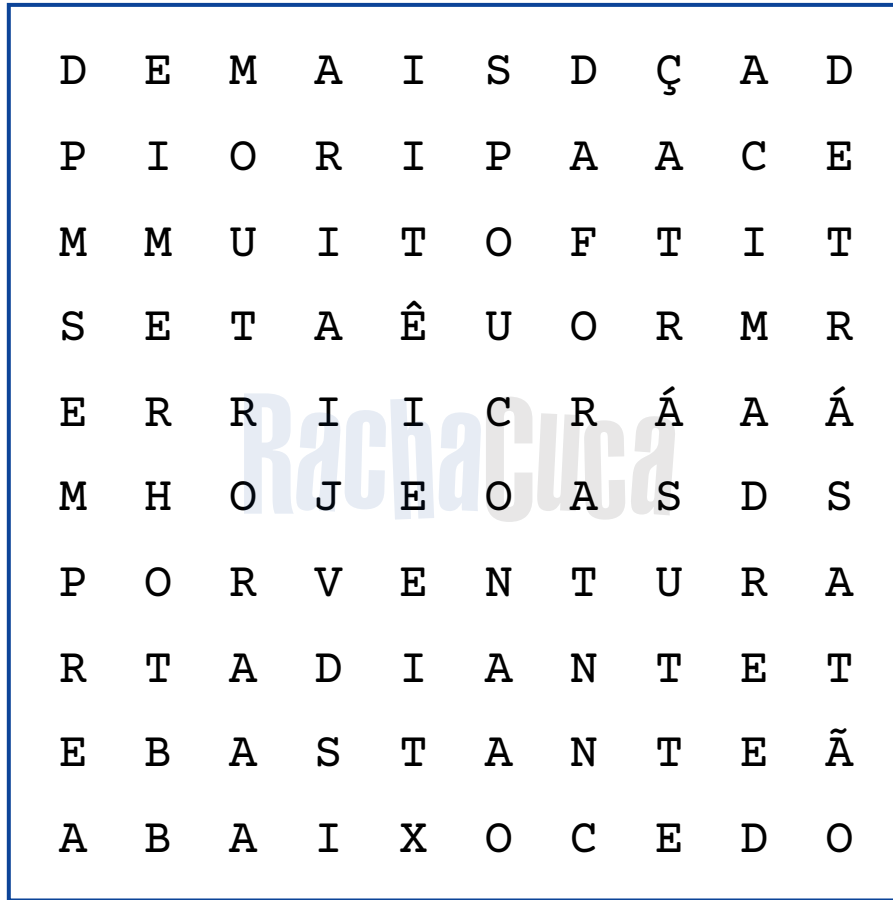 D E M A I S D Ç A D
P I O R I P A A C E
M M U I T O F T I T
S E T A Ê U O R M R
E R R I I C R Á A Á
M H O J E O A S D S
P O R V E N T U R A
R T A D I A N T E T
E B A S T A N T E Ã
A B A I X O C E D O
RachaCuca